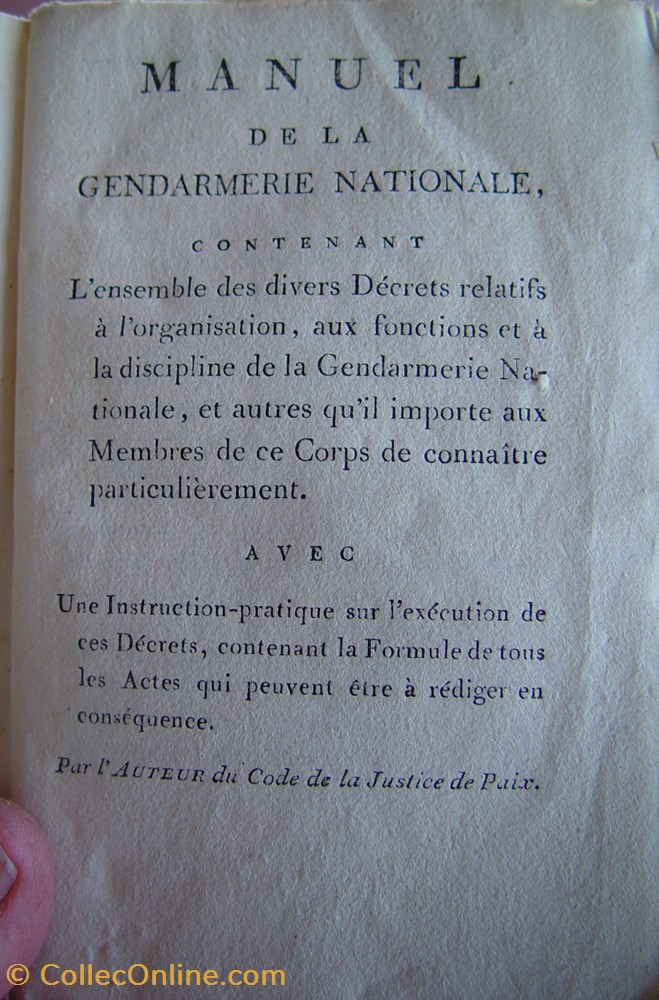 MANUEL
DE LA
GENDARMERIE NATIONALE,
CONTENANT
L'ensemble des divers Décrets relatifs
à l'organisation, aux fonctions et à
la discipline de la Gendarmerie Na-
tionale, et autres qu'il importe aux
Membres de ce Corps de connaître
particulièrement.
AVEC
Une Instruction-pratique sur l'exécution de
ces Décrets, contenant la Formule de tous
les Actes qui peuvent être à rédiger en
conséquence.
Par l'AUTEUR du Code de la Justice de Paix.
© CollecOnline.com